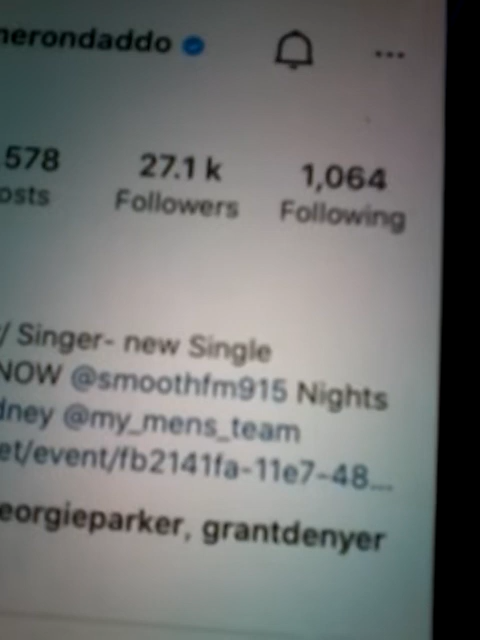 nerondaddo
578 27.1 k 1,064
osts Followers Following
/ Singer- new Single
NOW @smoothfm915 Nights
dney @my_mens_team
et/event/fb2141fa-11e7-48...
eorgieparker, grantdenyer